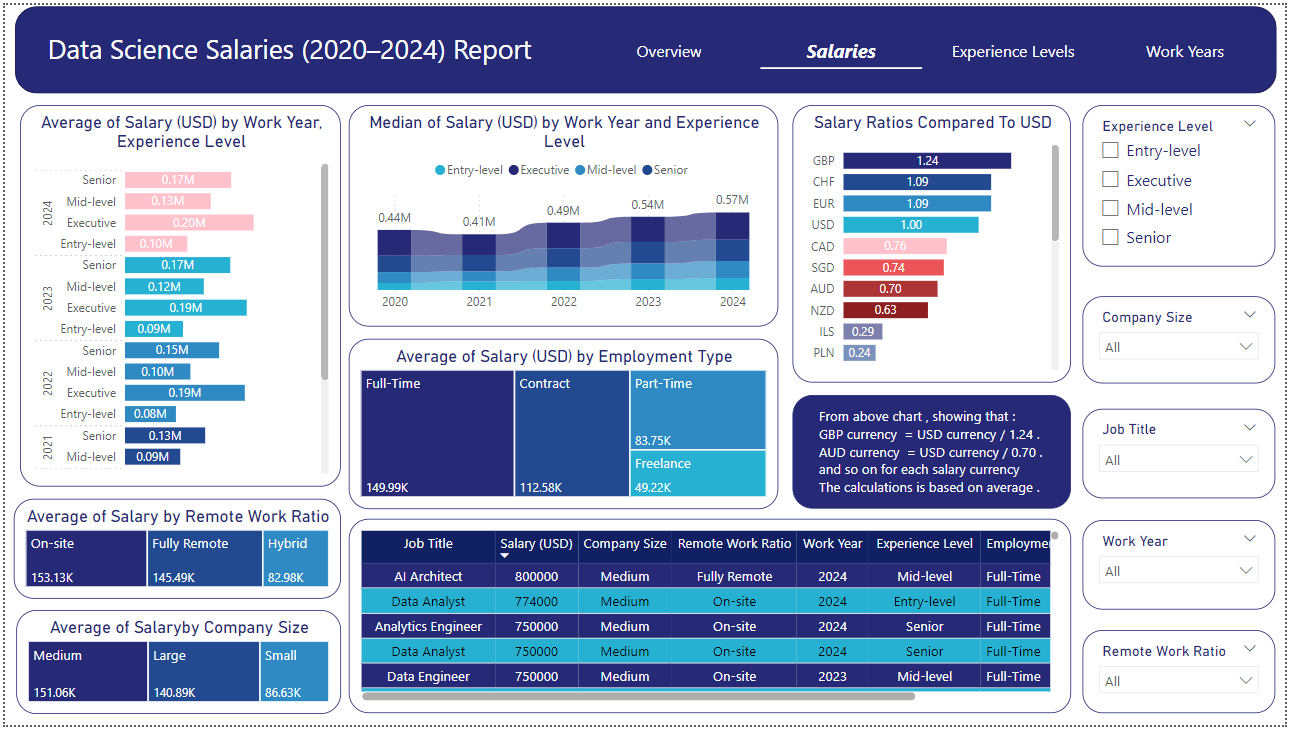 Data Science Salaries (2020–2024) Report
Overview
Salaries
Experience Levels
Work Years
Average of Salary (USD) by Work Year,
Experience Level
2024
Senior
0.17M
Mid-level
0.13M
Executive
0.20M
Entry-level
0.10M
2023
Senior
0.17M
Mid-level
0.12M
Executive
0.19M
Entry-level
0.09M
2022
Senior
0.15M
Mid-level
0.10M
Executive
0.19M
Entry-level
0.08M
2021
Senior
0.13M
Mid-level
0.09M
Average of Salary by Remote Work Ratio
On-site
153.13K
Fully Remote
145.49K
Hybrid
82.98K
Average of Salaryby Company Size
Medium
151.06K
Large
140.89K
Small
86.63K
Median of Salary (USD) by Work Year and Experience
Level
Entry-level Executive Mid-level Senior
0.44M
0.41M
0.49M
0.54M
0.57M
2020 2021 2022 2023 2024
Average of Salary (USD) by Employment Type
Full-Time
149.99K
Contract
112.58K
Part-Time
83.75K
Freelance
49.22K
Salary Ratios Compared To USD
GBP 1.24
CHF 1.09
EUR 1.09
USD 1.00
CAD 0.76
SGD 0.74
AUD 0.70
NZD 0.63
ILS 0.29
PLN 0.24
From above chart , showing that :
GBP currency = USD currency / 1.24 .
AUD currency = USD currency / 0.70 .
and so on for each salary currency
The calculations is based on average .
Job Title Salary (USD) Company Size Remote Work Ratio Work Year Experience Level Employmer
AI Architect 800000 Medium Fully Remote 2024 Mid-level Full-Time
Data Analyst 774000 Medium On-site 2024 Entry-level Full-Time
Analytics Engineer 750000 Medium On-site 2024 Senior Full-Time
Data Analyst 750000 Medium On-site 2024 Senior Full-Time
Data Engineer 750000 Medium On-site 2023 Mid-level Full-Time
Experience Level
Entry-level
Executive
Mid-level
Senior
Company Size
All
Job Title
All
Work Year
All
Remote Work Ratio
All